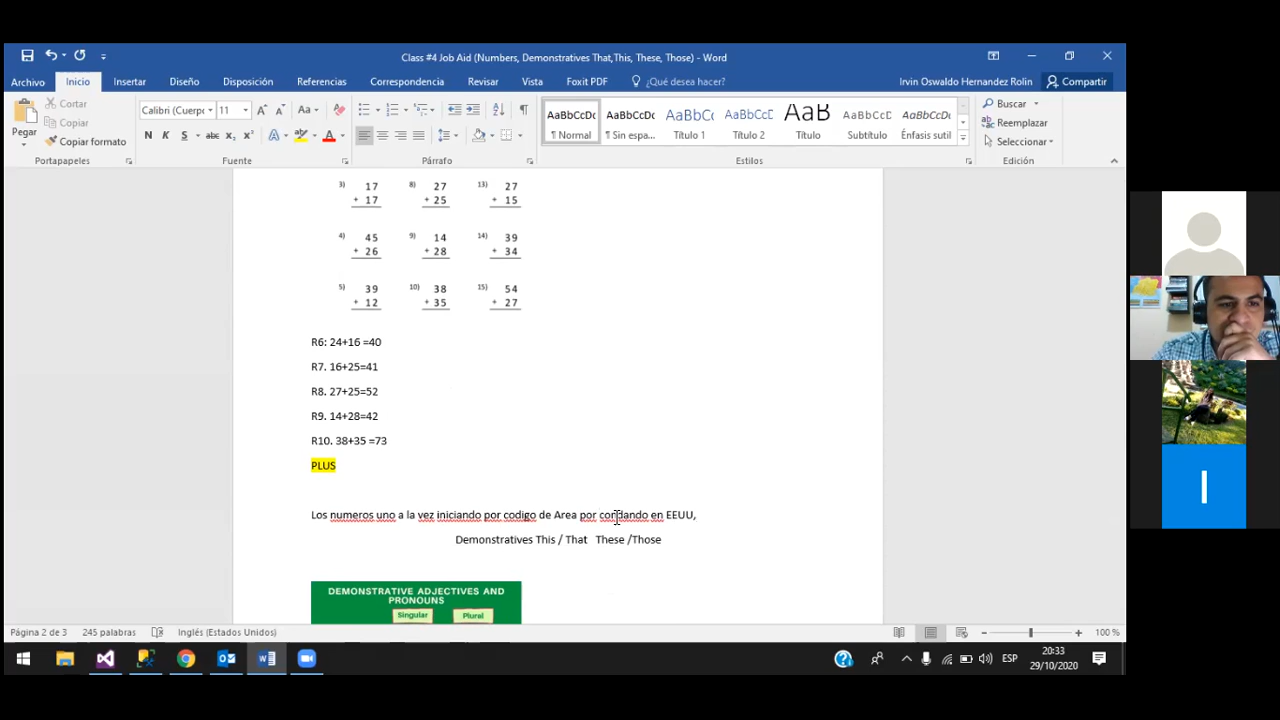 Class #4 Job Aid (Numbers, Demonstratives That,This, These, Those) - Word
Archivo Inicio Insertar Diseño Disposición Referencias Correspondencia Revisar Vista Foxit PDF ¿Qué desea hacer? Irvin Oswaldo Hernandez Rolin Compartir
Pegar
Cortar
Copiar
Copiar formato
Calibri (Cuerp 11 Aa
N K S abc x₂ x² A A
AaBbCcDc AaBbCcDc AaBbCc AaBbCcD AaB AaBbCcD AaBbCcDc
¶ Normal ¶ Sin espa... Título 1 Título 2 Título Subtítulo Énfasis sutil
Buscar
Reemplazar
Seleccionar
Portapapeles Fuente Párrafo Estilos Edición
3) 17 8) 27 13) 27
+ 17 + 25 + 15
4) 45 9) 14 14) 39
+ 26 + 28 + 34
5) 39 10) 38 15) 54
+ 12 + 35 + 27
R6: 24+16 =40
R7. 16+25=41
R8. 27+25=52
R9. 14+28=42
R10. 38+35 =73
PLUS
Los numeros uno a la vez iniciando por codigo de Area por condando en EEUU,
Demonstratives This / That These /Those
DEMONSTRATIVE ADJECTIVES AND
PRONOUNS
Singular Plural
Página 2 de 3 245 palabras Inglés (Estados Unidos) 100 %
ESP
20:33
29/10/2020
I